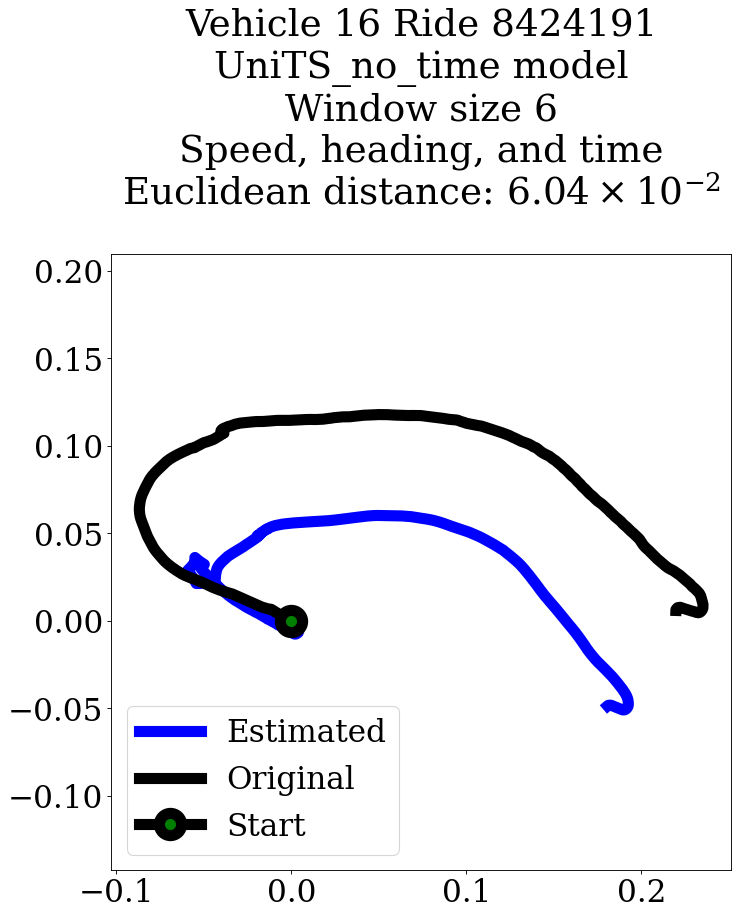 Vehicle 16 Ride 8424191
UniTS_no_time model
Window size 6
Speed, heading, and time
Euclidean distance: 6.04 × 10⁻²
0.20
0.15
0.10
0.05
0.00
−0.05
−0.10
Estimated
Original
Start
−0.1
0.0
0.1
0.2